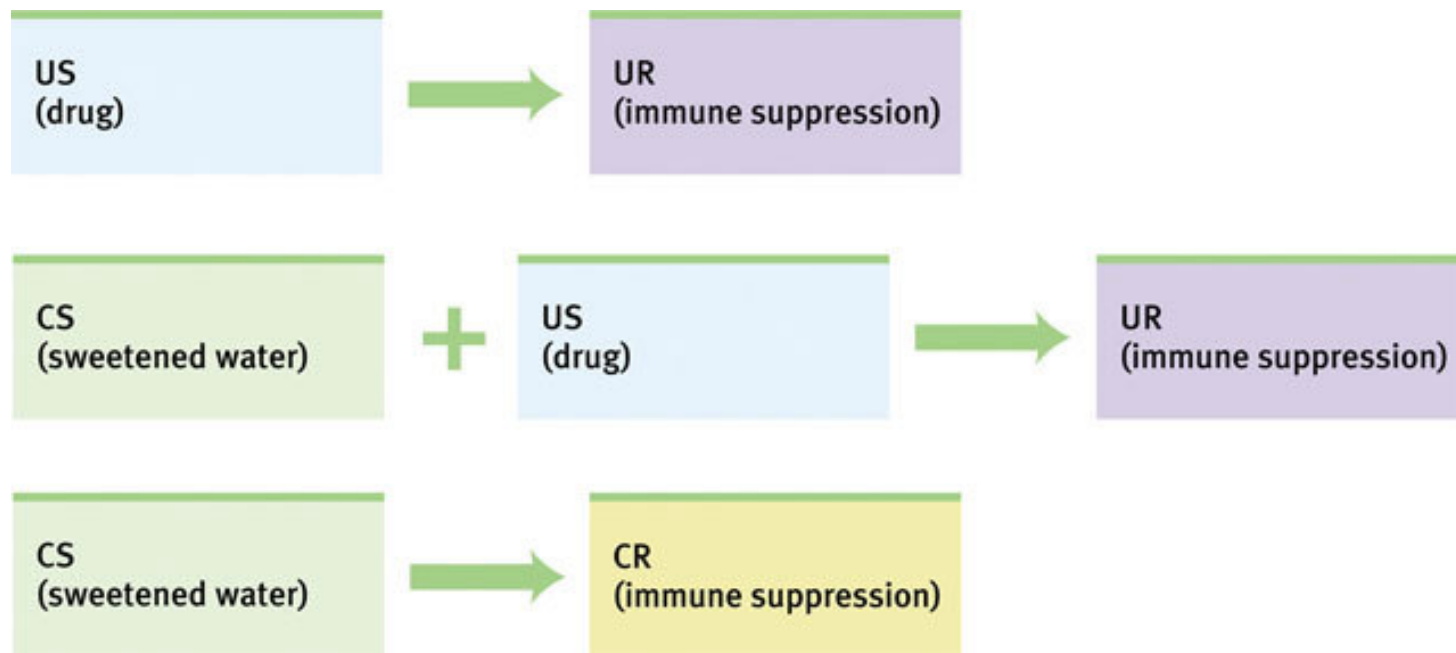 US
(drug)
UR
(immune suppression)
CS
(sweetened water)
+
US
(drug)
UR
(immune suppression)
CS
(sweetened water)
CR
(immune suppression)